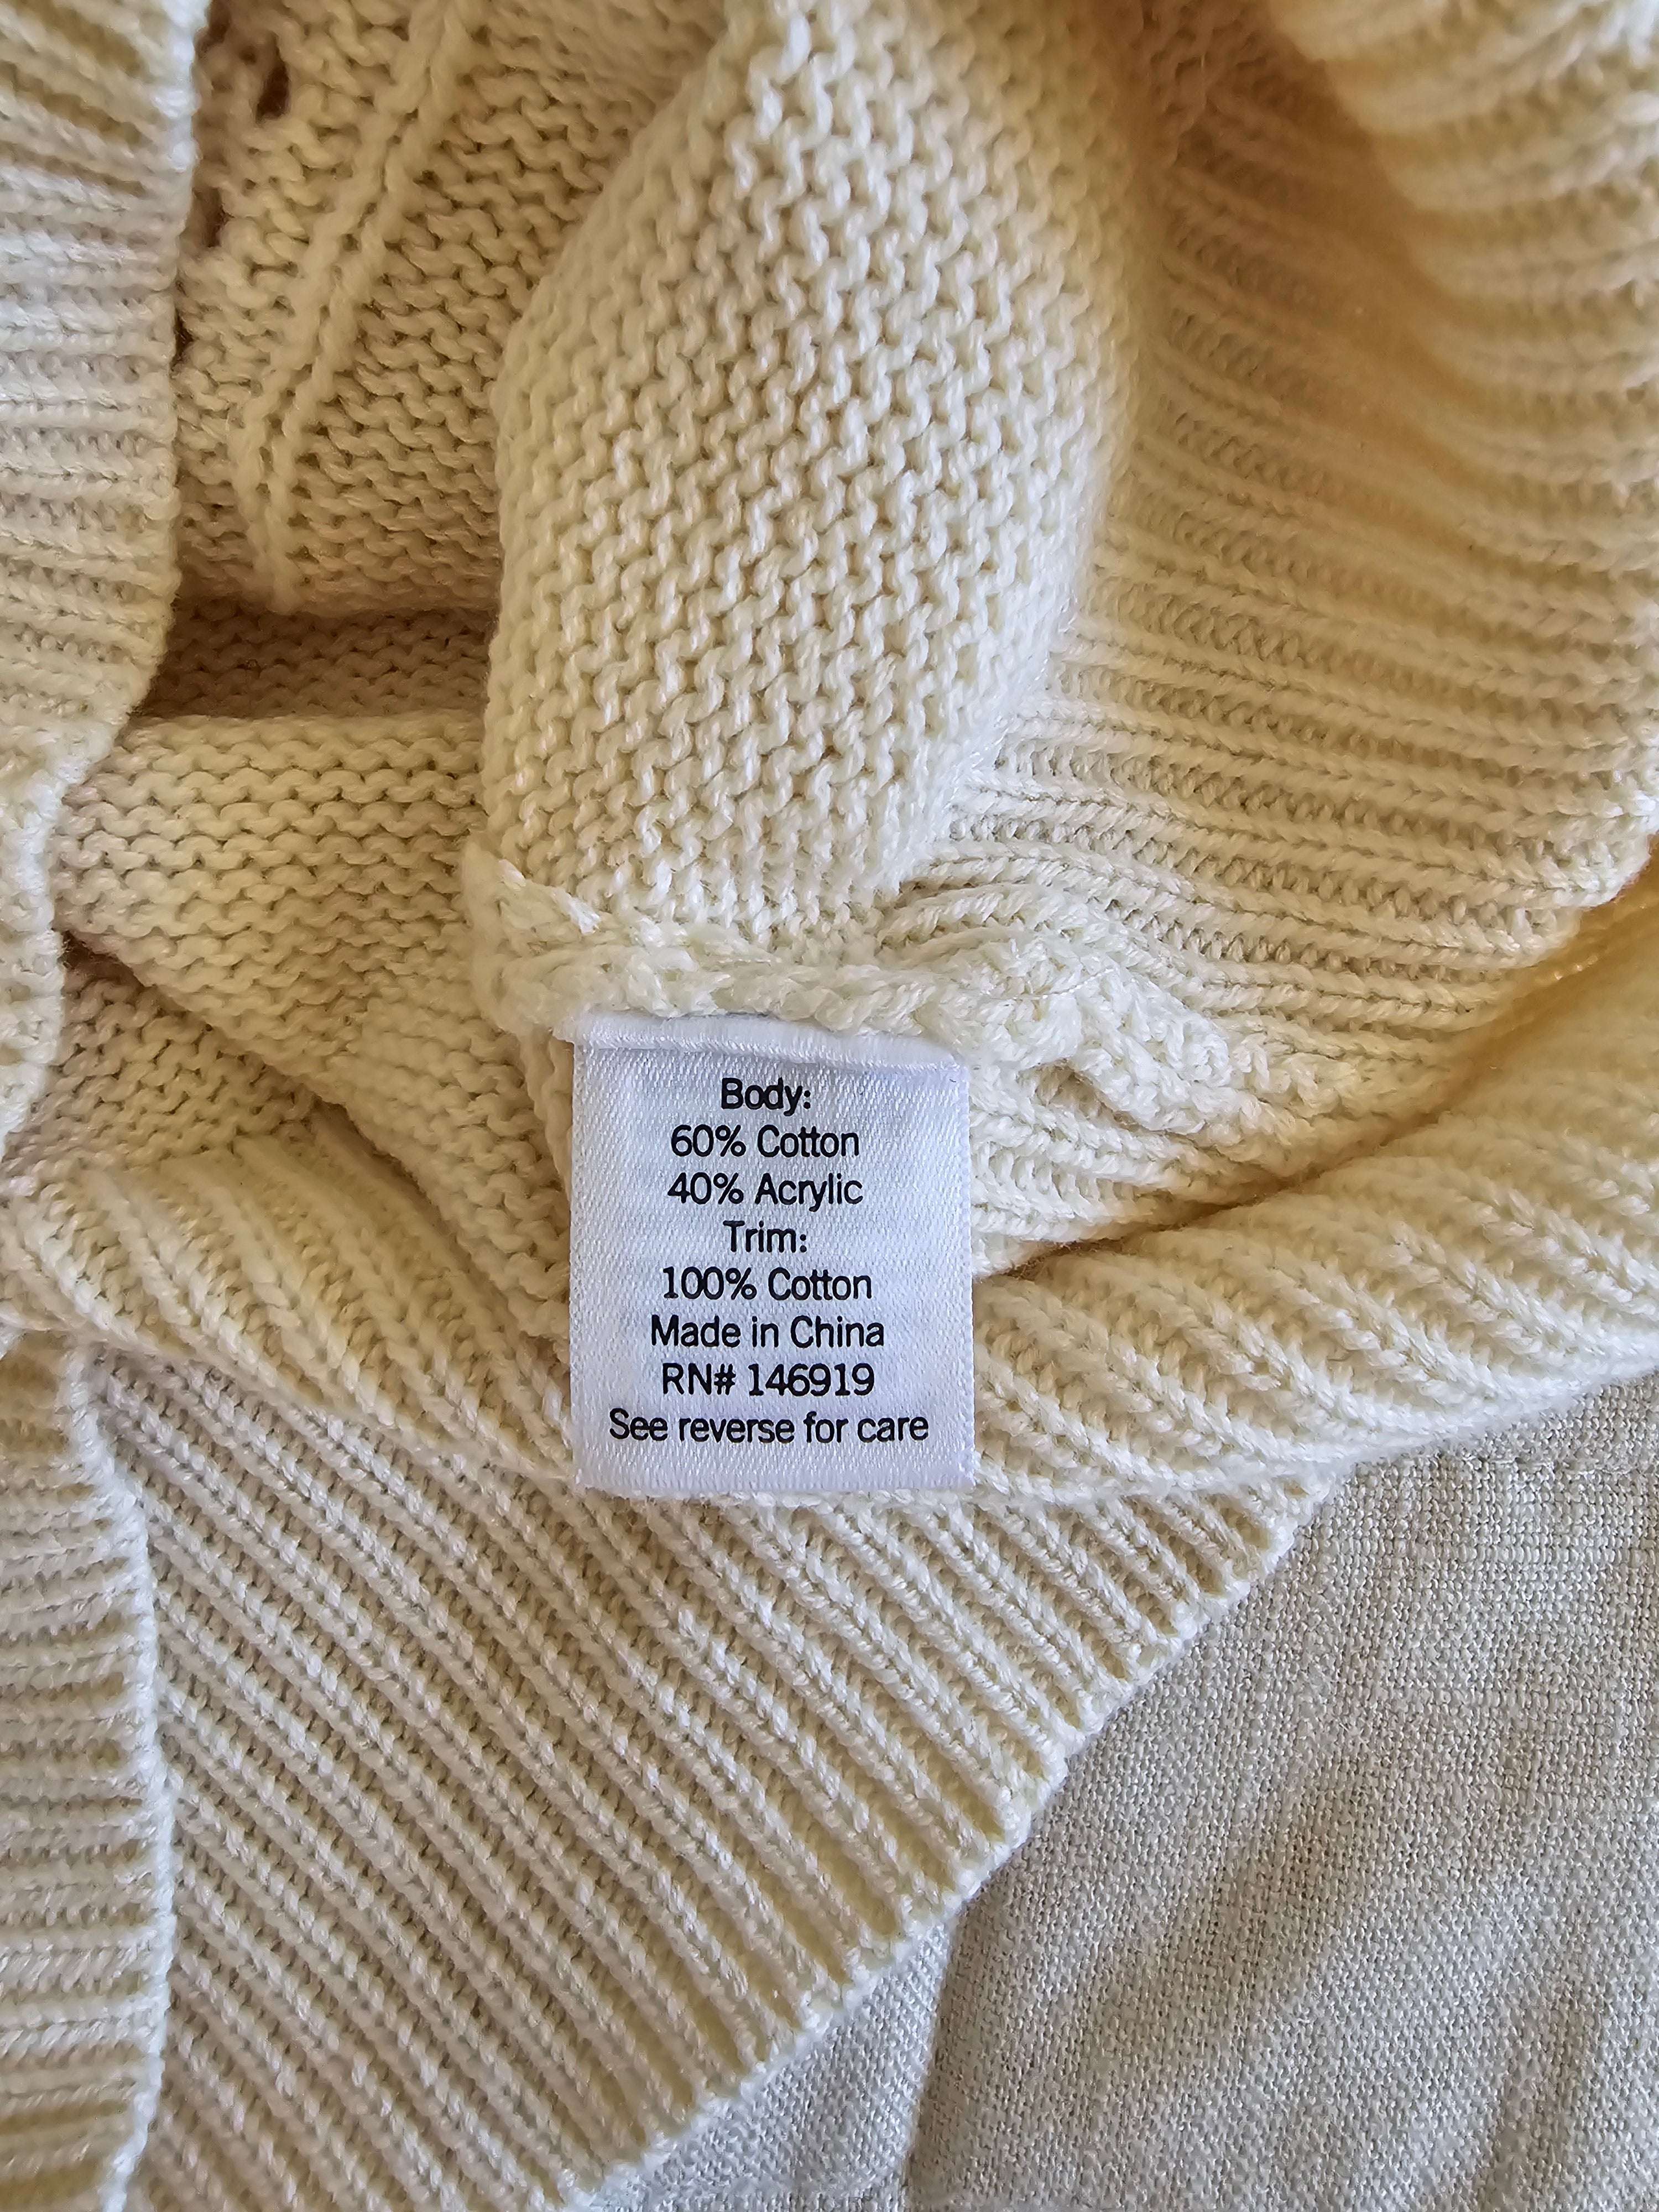 Body:
60% Cotton
40% Acrylic
Trim:
100% Cotton
Made in China
RN# 146919
See reverse for care